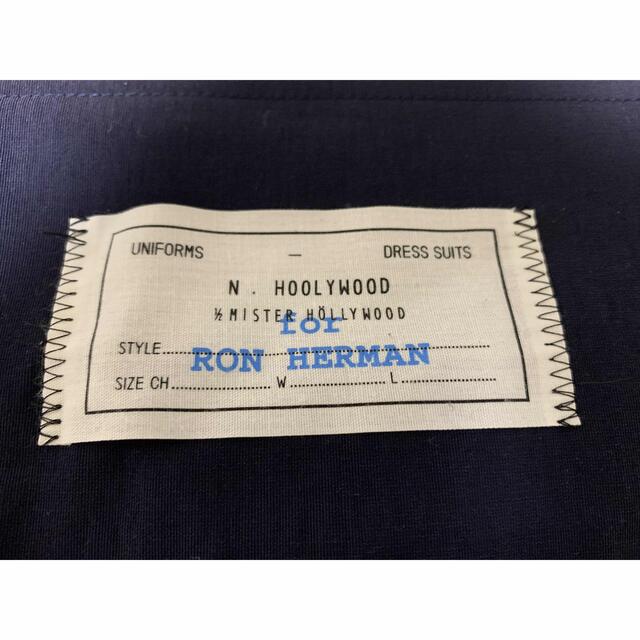 UNIFORMS — DRESS SUITS
N. HOOLYWOOD
½ MISTER HÖLLYWOOD
for
STYLE
RON HERMAN
SIZE CH. W. L.